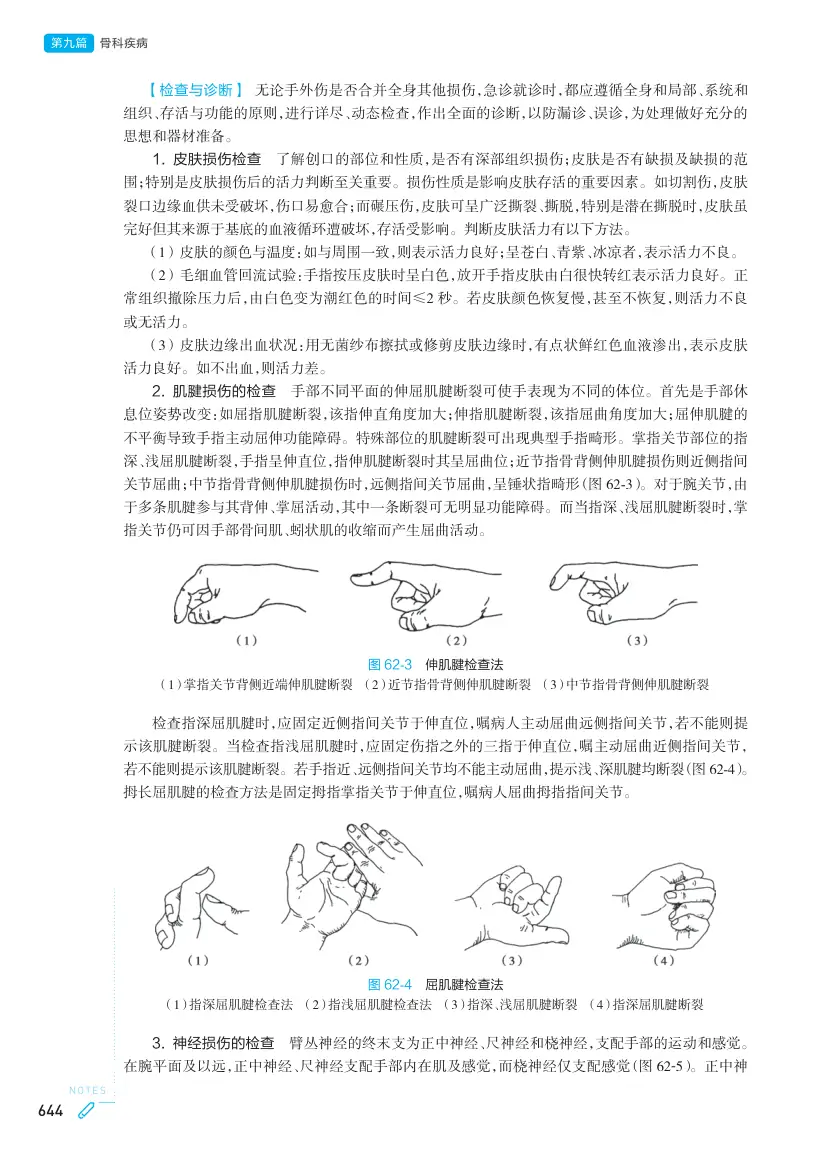 第九篇 骨科疾病
【检查与诊断】 无论手外伤是否合并全身其他损伤,急诊就诊时,都应遵循全身和局部、系统和
组织、存活与功能的原则,进行详尽、动态检查,作出全面的诊断,以防漏诊、误诊,为处理做好充分的
思想和器材准备。
1. 皮肤损伤检查 了解创口的部位和性质,是否有深部组织损伤;皮肤是否有缺损及缺损的范
围;特别是皮肤损伤后的活力判断至关重要。损伤性质是影响皮肤存活的重要因素。如切割伤,皮肤
裂口边缘血供未受破坏,伤口易愈合;而碾压伤,皮肤可呈广泛撕裂、撕脱,特别是潜在撕脱时,皮肤虽
完好但其来源于基底的血液循环遭破坏,存活受影响。判断皮肤活力有以下方法。
(1)皮肤的颜色与温度:如与周围一致,则表示活力良好;呈苍白、青紫、冰凉者,表示活力不良。
(2)毛细血管回流试验:手指按压皮肤时呈白色,放开手指皮肤由白很快转红表示活力良好。正
常组织撤除压力后,由白色变为潮红色的时间≤2 秒。若皮肤颜色恢复慢,甚至不恢复,则活力不良
或无活力。
(3)皮肤边缘出血状况:用无菌纱布擦拭或修剪皮肤边缘时,有点状鲜红色血液渗出,表示皮肤
活力良好。如不出血,则活力差。
2. 肌腱损伤的检查 手部不同平面的伸屈肌腱断裂可使手表现为不同的体位。首先是手部休
息位姿势改变:如屈指肌腱断裂,该指伸直角度加大;伸指肌腱断裂,该指屈曲角度加大;屈伸肌腱的
不平衡导致手指主动屈伸功能障碍。特殊部位的肌腱断裂可出现典型手指畸形。掌指关节部位的指
深、浅屈肌腱断裂,手指呈伸直位,指伸肌腱断裂时其呈屈曲位;近节指骨背侧伸肌腱损伤则近侧指间
关节屈曲;中节指骨背侧伸肌腱损伤时,远侧指间关节屈曲,呈锤状指畸形(图 62-3)。对于腕关节,由
于多条肌腱参与其背伸、掌屈活动,其中一条断裂可无明显功能障碍。而当指深、浅屈肌腱断裂时,掌
指关节仍可因手部骨间肌、蚓状肌的收缩而产生屈曲活动。
(1) (2) (3)
图 62-3 伸肌腱检查法
(1)掌指关节背侧近端伸肌腱断裂 (2)近节指骨背侧伸肌腱断裂 (3)中节指骨背侧伸肌腱断裂
检查指深屈肌腱时,应固定近侧指间关节于伸直位,嘱病人主动屈曲远侧指间关节,若不能则提
示该肌腱断裂。当检查指浅屈肌腱时,应固定伤指之外的三指于伸直位,嘱主动屈曲近侧指间关节,
若不能则提示该肌腱断裂。若手指近、远侧指间关节均不能主动屈曲,提示浅、深肌腱均断裂(图 62-4)。
拇长屈肌腱的检查方法是固定拇指掌指关节于伸直位,嘱病人屈曲拇指指间关节。
(1) (2) (3) (4)
图 62-4 屈肌腱检查法
(1)指深屈肌腱检查法 (2)指浅屈肌腱检查法 (3)指深、浅屈肌腱断裂 (4)指深屈肌腱断裂
3. 神经损伤的检查 臂丛神经的终末支为正中神经、尺神经和桡神经,支配手部的运动和感觉。
在腕平面及以远,正中神经、尺神经支配手部内在肌及感觉,而桡神经仅支配感觉(图 62-5)。正中神
NOTES
644